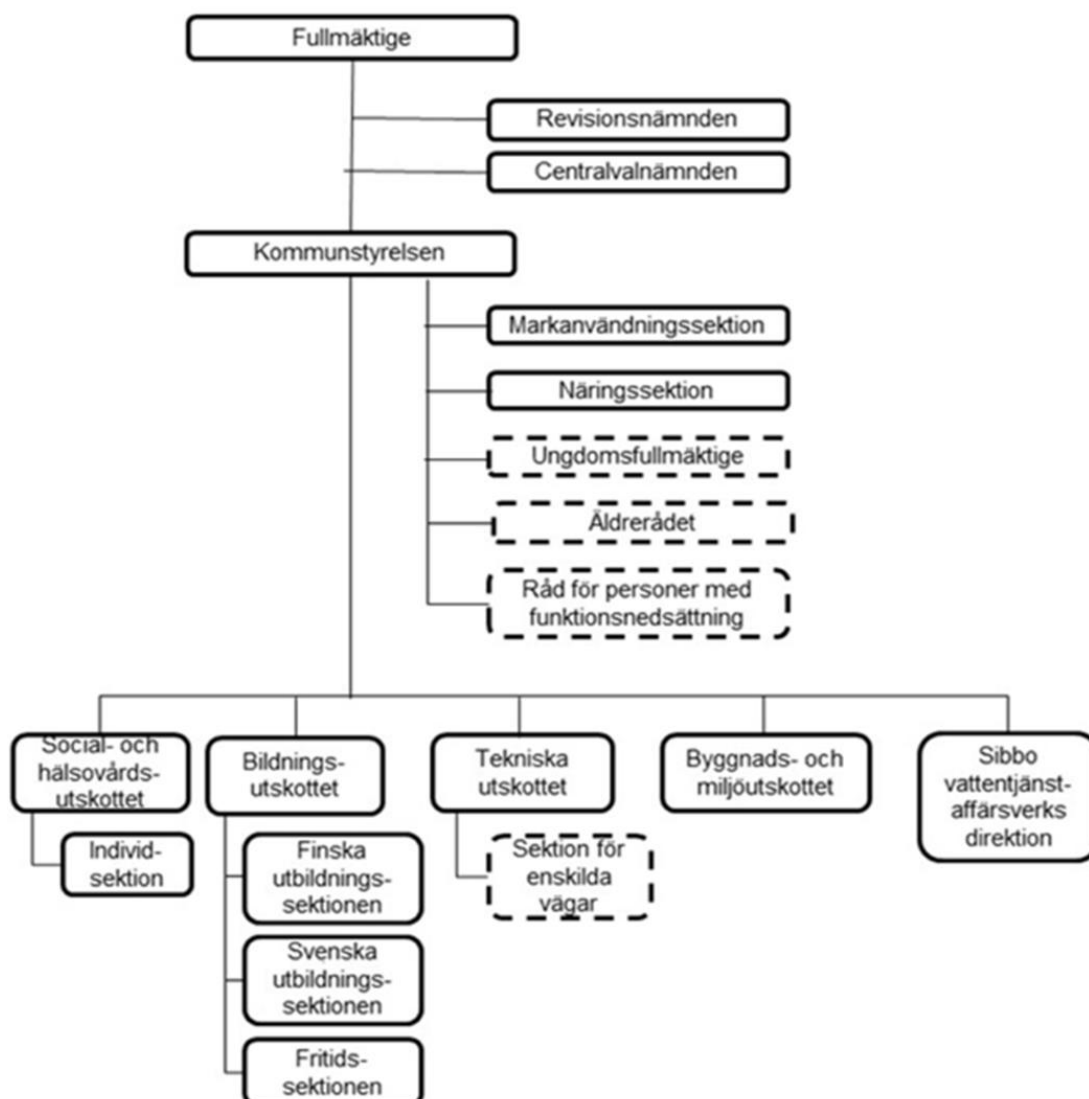 Fullmäktige
Revisionsnämnden
Centralvalnämnden
Kommunstyrelsen
Markanvändningssektion
Näringssektion
Ungdomsfullmäktige
Äldrerådet
Råd för personer med
funktionsnedsättning
Social- och
hälsovårds-
utskottet
Individ-
sektion
Bildnings-
utskottet
Finska
utbildnings-
sektionen
Svenska
utbildnings-
sektionen
Fritids-
sektionen
Tekniska
utskottet
Sektion för
enskilda
vägar
Byggnads- och
miljöutskottet
Sibbo
vattentjänst-
affärsverks
direktion